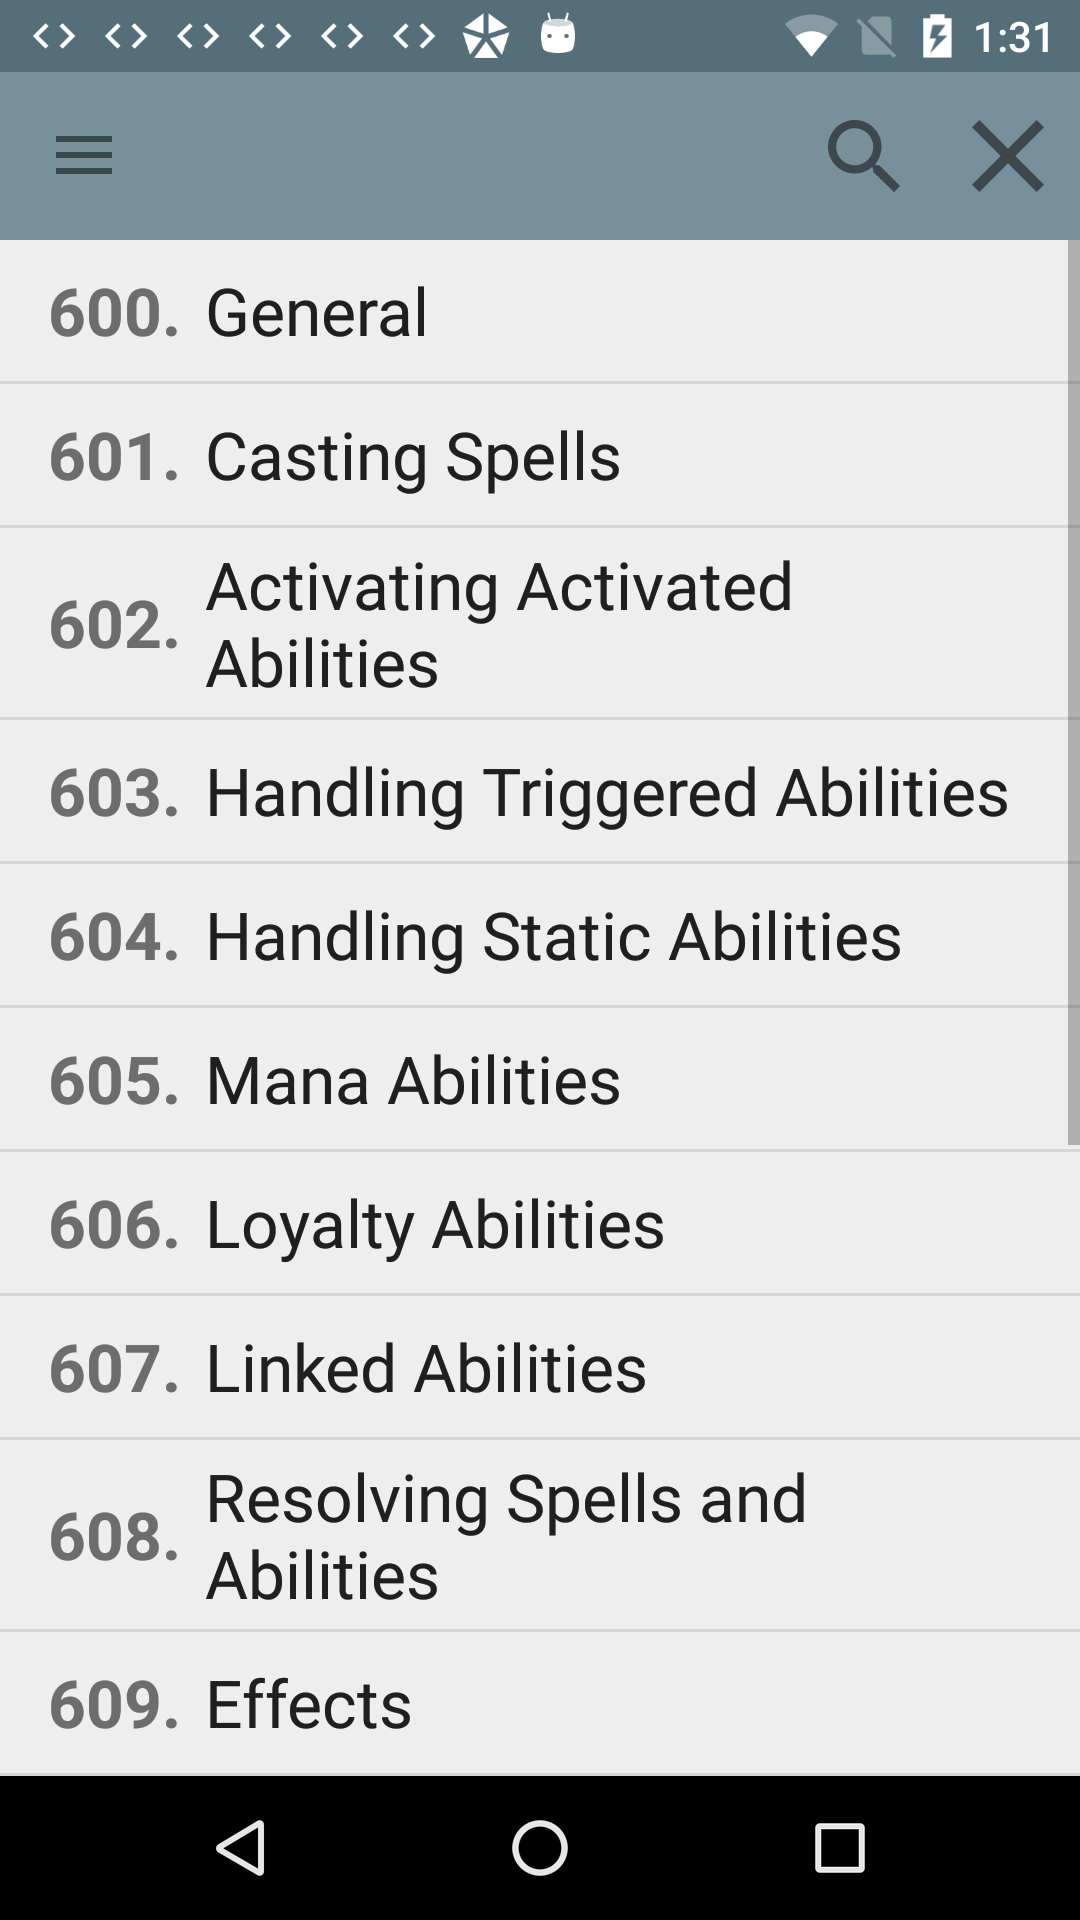 1:31
600. General
601. Casting Spells
602. Activating Activated
Abilities
603. Handling Triggered Abilities
604. Handling Static Abilities
605. Mana Abilities
606. Loyalty Abilities
607. Linked Abilities
608. Resolving Spells and
Abilities
609. Effects